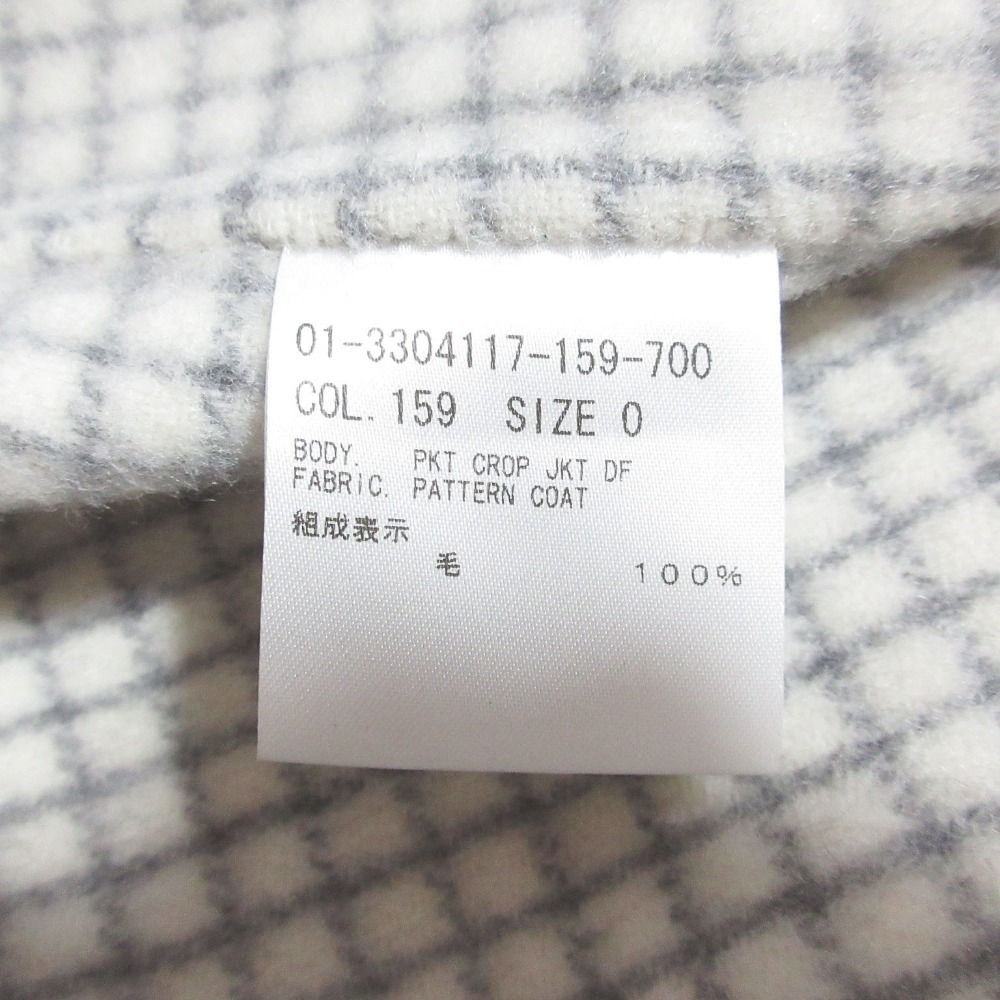 01-3304117-159-700
COL. 159 SIZE 0
BODY. PKT CROP JKT DF
FABRIC. PATTERN COAT
組成表示
毛 100%